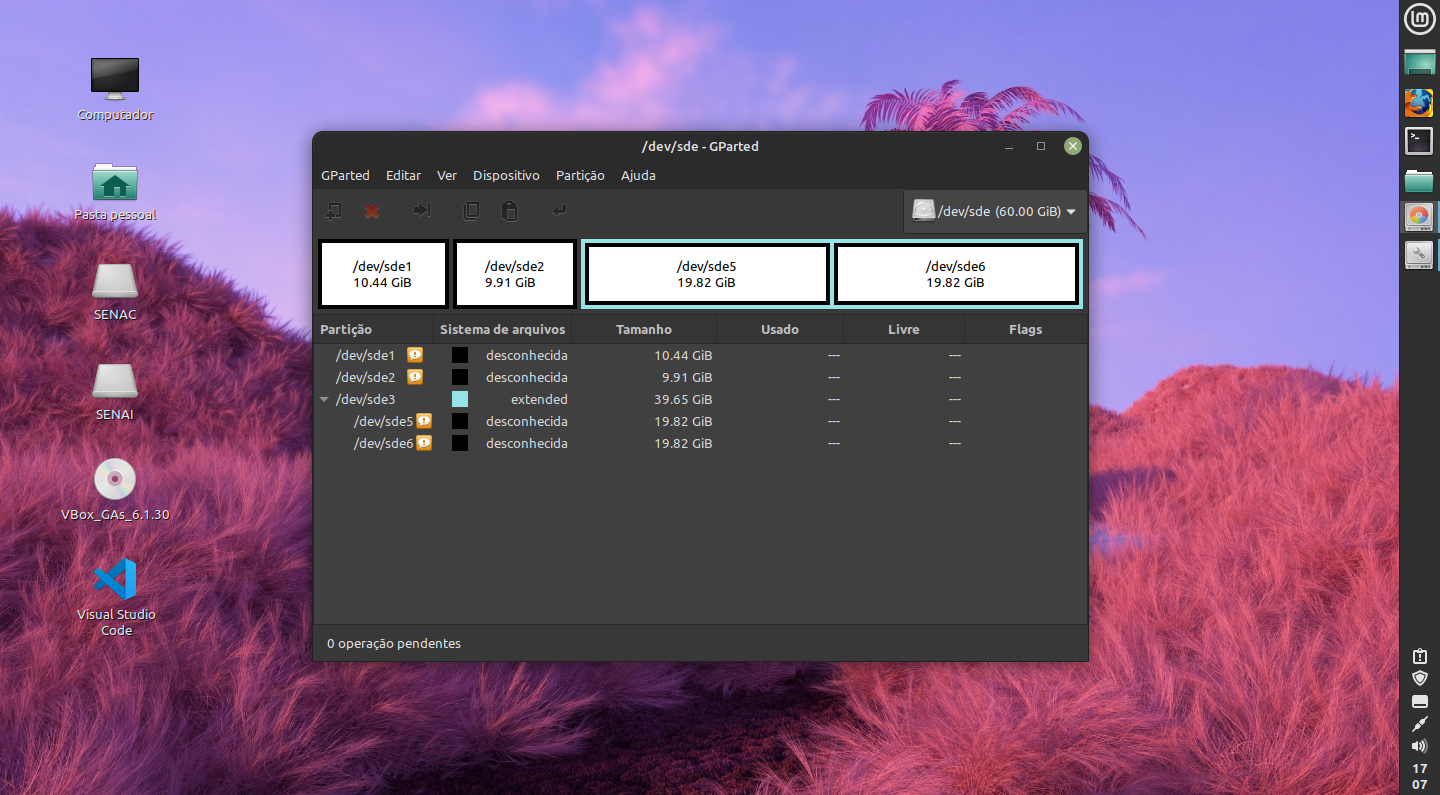 Computador
Pasta pessoal
SENAC
SENAI
VBox_GAs_6.1.30
Visual Studio
Code
/dev/sde - GParted
GParted Editar Ver Dispositivo Partição Ajuda
/dev/sde (60.00 GiB)
/dev/sde1
10.44 GiB
/dev/sde2
9.91 GiB
/dev/sde5
19.82 GiB
/dev/sde6
19.82 GiB
Partição Sistema de arquivos Tamanho Usado Livre Flags
/dev/sde1 desconhecida 10.44 GiB --- ---
/dev/sde2 desconhecida 9.91 GiB --- ---
/dev/sde3 extended 39.65 GiB --- ---
/dev/sde5 desconhecida 19.82 GiB --- ---
/dev/sde6 desconhecida 19.82 GiB --- ---
0 operação pendentes
17
07